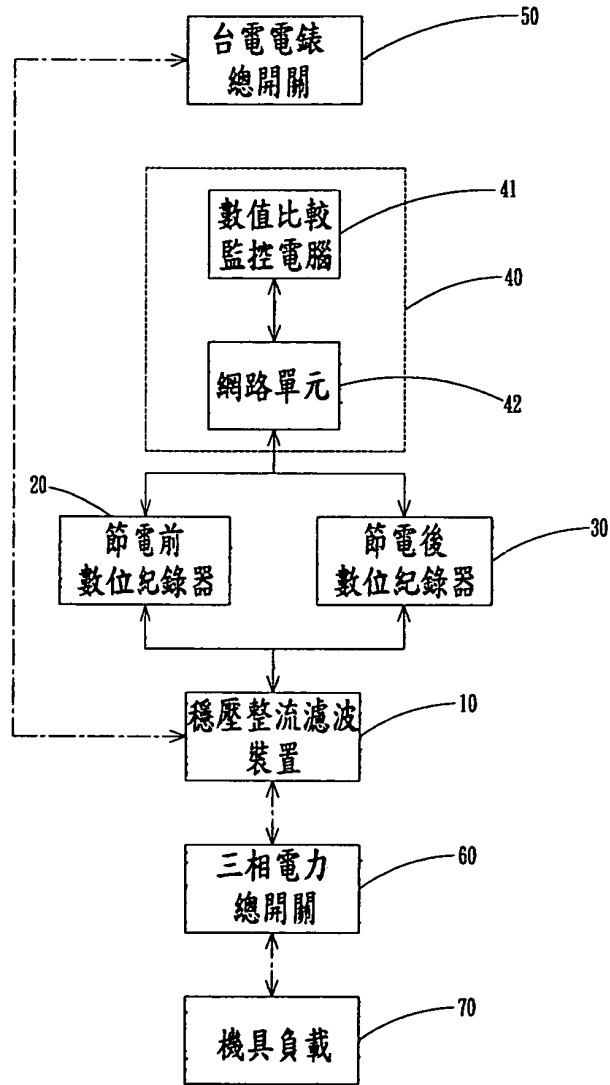 台電電錶
總開關
50
數值比較
監控電腦
41
40
網路單元
42
20
節電前
數位紀錄器
節電後
數位紀錄器
30
穩壓整流濾波
裝置
10
三相電力
總開關
60
機具負載
70